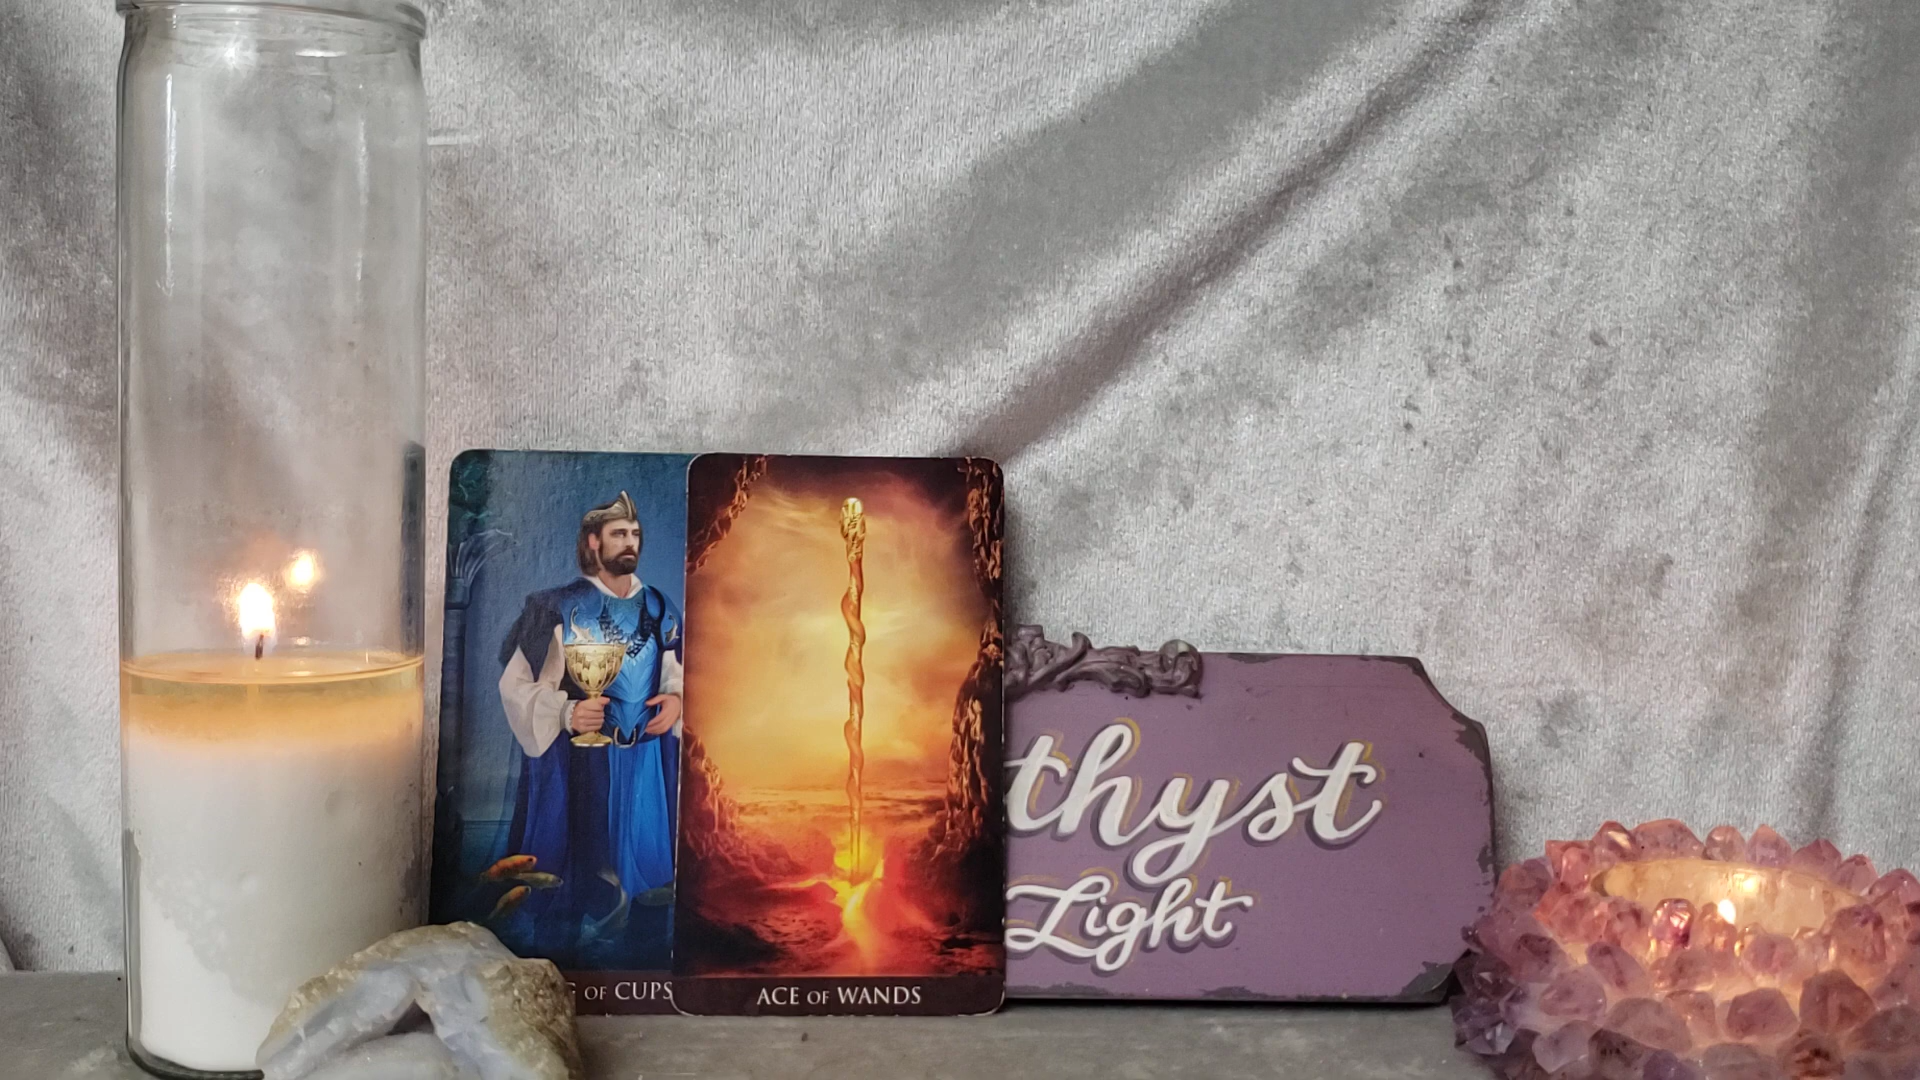 OF CUPS
ACE OF WANDS
thyst
Light